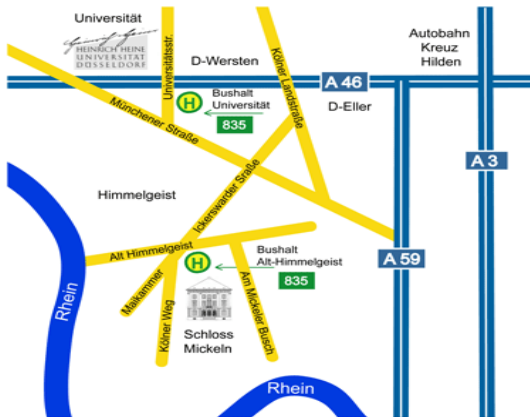 Universität
HEINRICH HEINE
UNIVERSITÄT
DÜSSELDORF
Universitätsstr.
D-Wersten
Kölner Landstraße
Autobahn
Kreuz
Hilden
A 46
Bushalt
Universität
H
835
D-Eller
Münchener Straße
A 3
Himmelgeist
Ickerswarder Sraße
Alt Himmelgeist
Bushalt
Alt-Himmelgeist
H
835
A 59
Maikammer
Kölner Weg
Am Mickeler Busch
Schloss
Mickeln
Rhein
Rhein